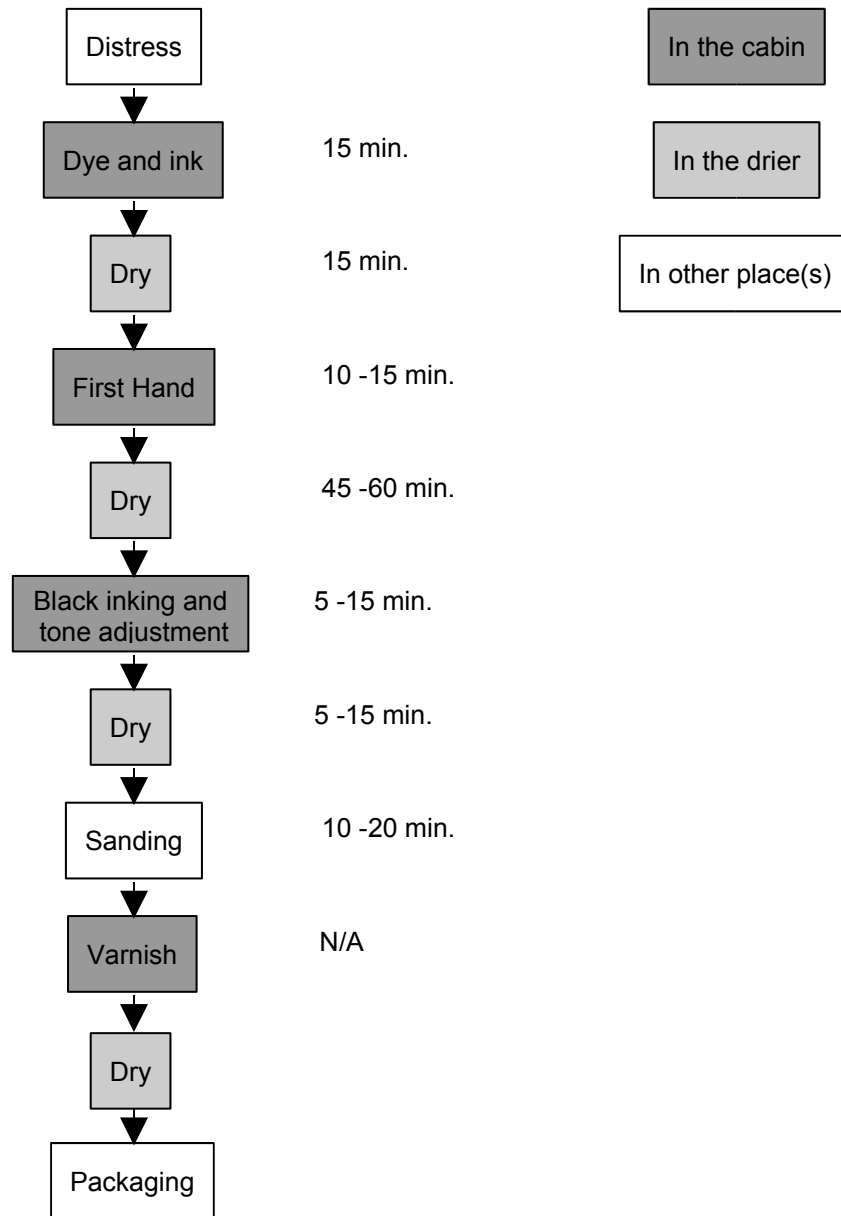 Distress
In the cabin
Dye and ink
15 min.
In the drier
Dry
15 min.
In other place(s)
First Hand
10 -15 min.
Dry
45 -60 min.
Black inking and
tone adjustment
5 -15 min.
Dry
5 -15 min.
Sanding
10 -20 min.
Varnish
N/A
Dry
Packaging